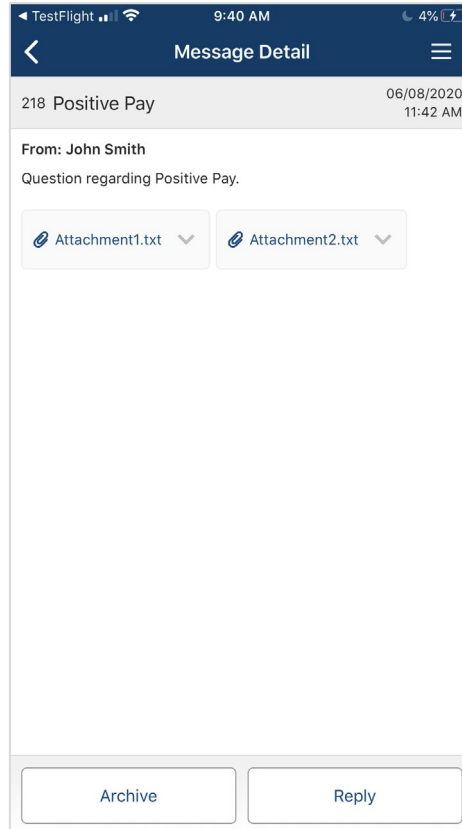 TestFlight 9:40 AM 4%
Message Detail
218 Positive Pay 06/08/2020
11:42 AM
From: John Smith
Question regarding Positive Pay.
Attachment1.txt Attachment2.txt
Archive Reply